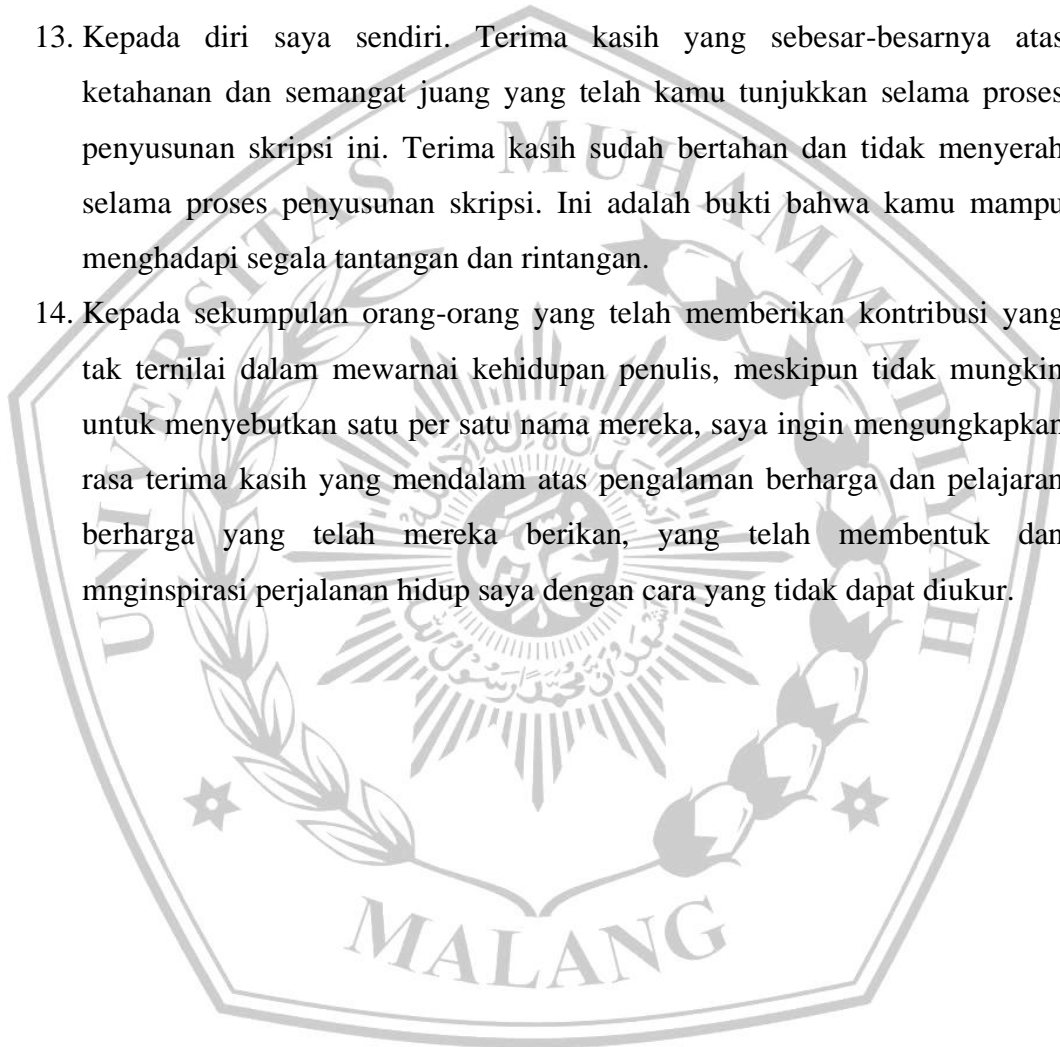 13. Kepada diri saya sendiri. Terima kasih yang sebesar-besarnya atas
ketahanan dan semangat juang yang telah kamu tunjukkan selama proses
penyusunan skripsi ini. Terima kasih sudah bertahan dan tidak menyerah
selama proses penyusunan skripsi. Ini adalah bukti bahwa kamu mampu
menghadapi segala tantangan dan rintangan.
14. Kepada sekumpulan orang-orang yang telah memberikan kontribusi yang
tak ternilai dalam mewarnai kehidupan penulis, meskipun tidak mungkin
untuk menyebutkan satu per satu nama mereka, saya ingin mengungkapkan
rasa terima kasih yang mendalam atas pengalaman berharga dan pelajaran
berharga yang telah mereka berikan, yang telah membentuk dan
mnginspirasi perjalanan hidup saya dengan cara yang tidak dapat diukur.
UNIVERSITAS MUHAMMADIYAH
MALANG